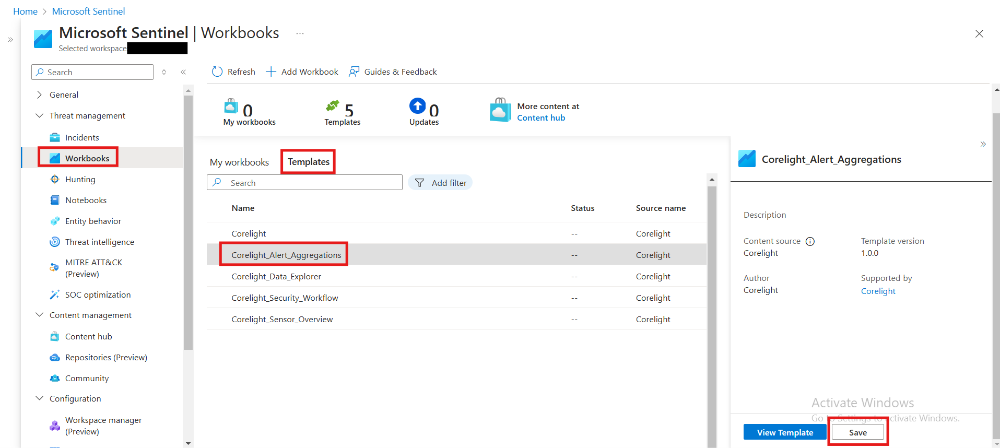 Home > Microsoft Sentinel
Microsoft Sentinel | Workbooks ...
Selected workspace
Search
Refresh
Add Workbook
Guides & Feedback
General
Threat management
Incidents
Workbooks
Hunting
Notebooks
Entity behavior
Threat intelligence
MITRE ATT&CK
(Preview)
SOC optimization
Content management
Content hub
Repositories (Preview)
Community
Configuration
Workspace manager
(Preview)
0
My workbooks
5
Templates
0
Updates
More content at
Content hub
My workbooks Templates
Search
Add filter
Name Status Source name
Corelight -- Corelight
Corelight_Alert_Aggregations -- Corelight
Corelight_Data_Explorer -- Corelight
Corelight_Security_Workflow -- Corelight
Corelight_Sensor_Overview -- Corelight
Corelight_Alert_Aggregations
Description
Content source Template version
Corelight 1.0.0
Author Supported by
Corelight Corelight
Activate Windows
Go to Settings to activate Windows.
View Template Save